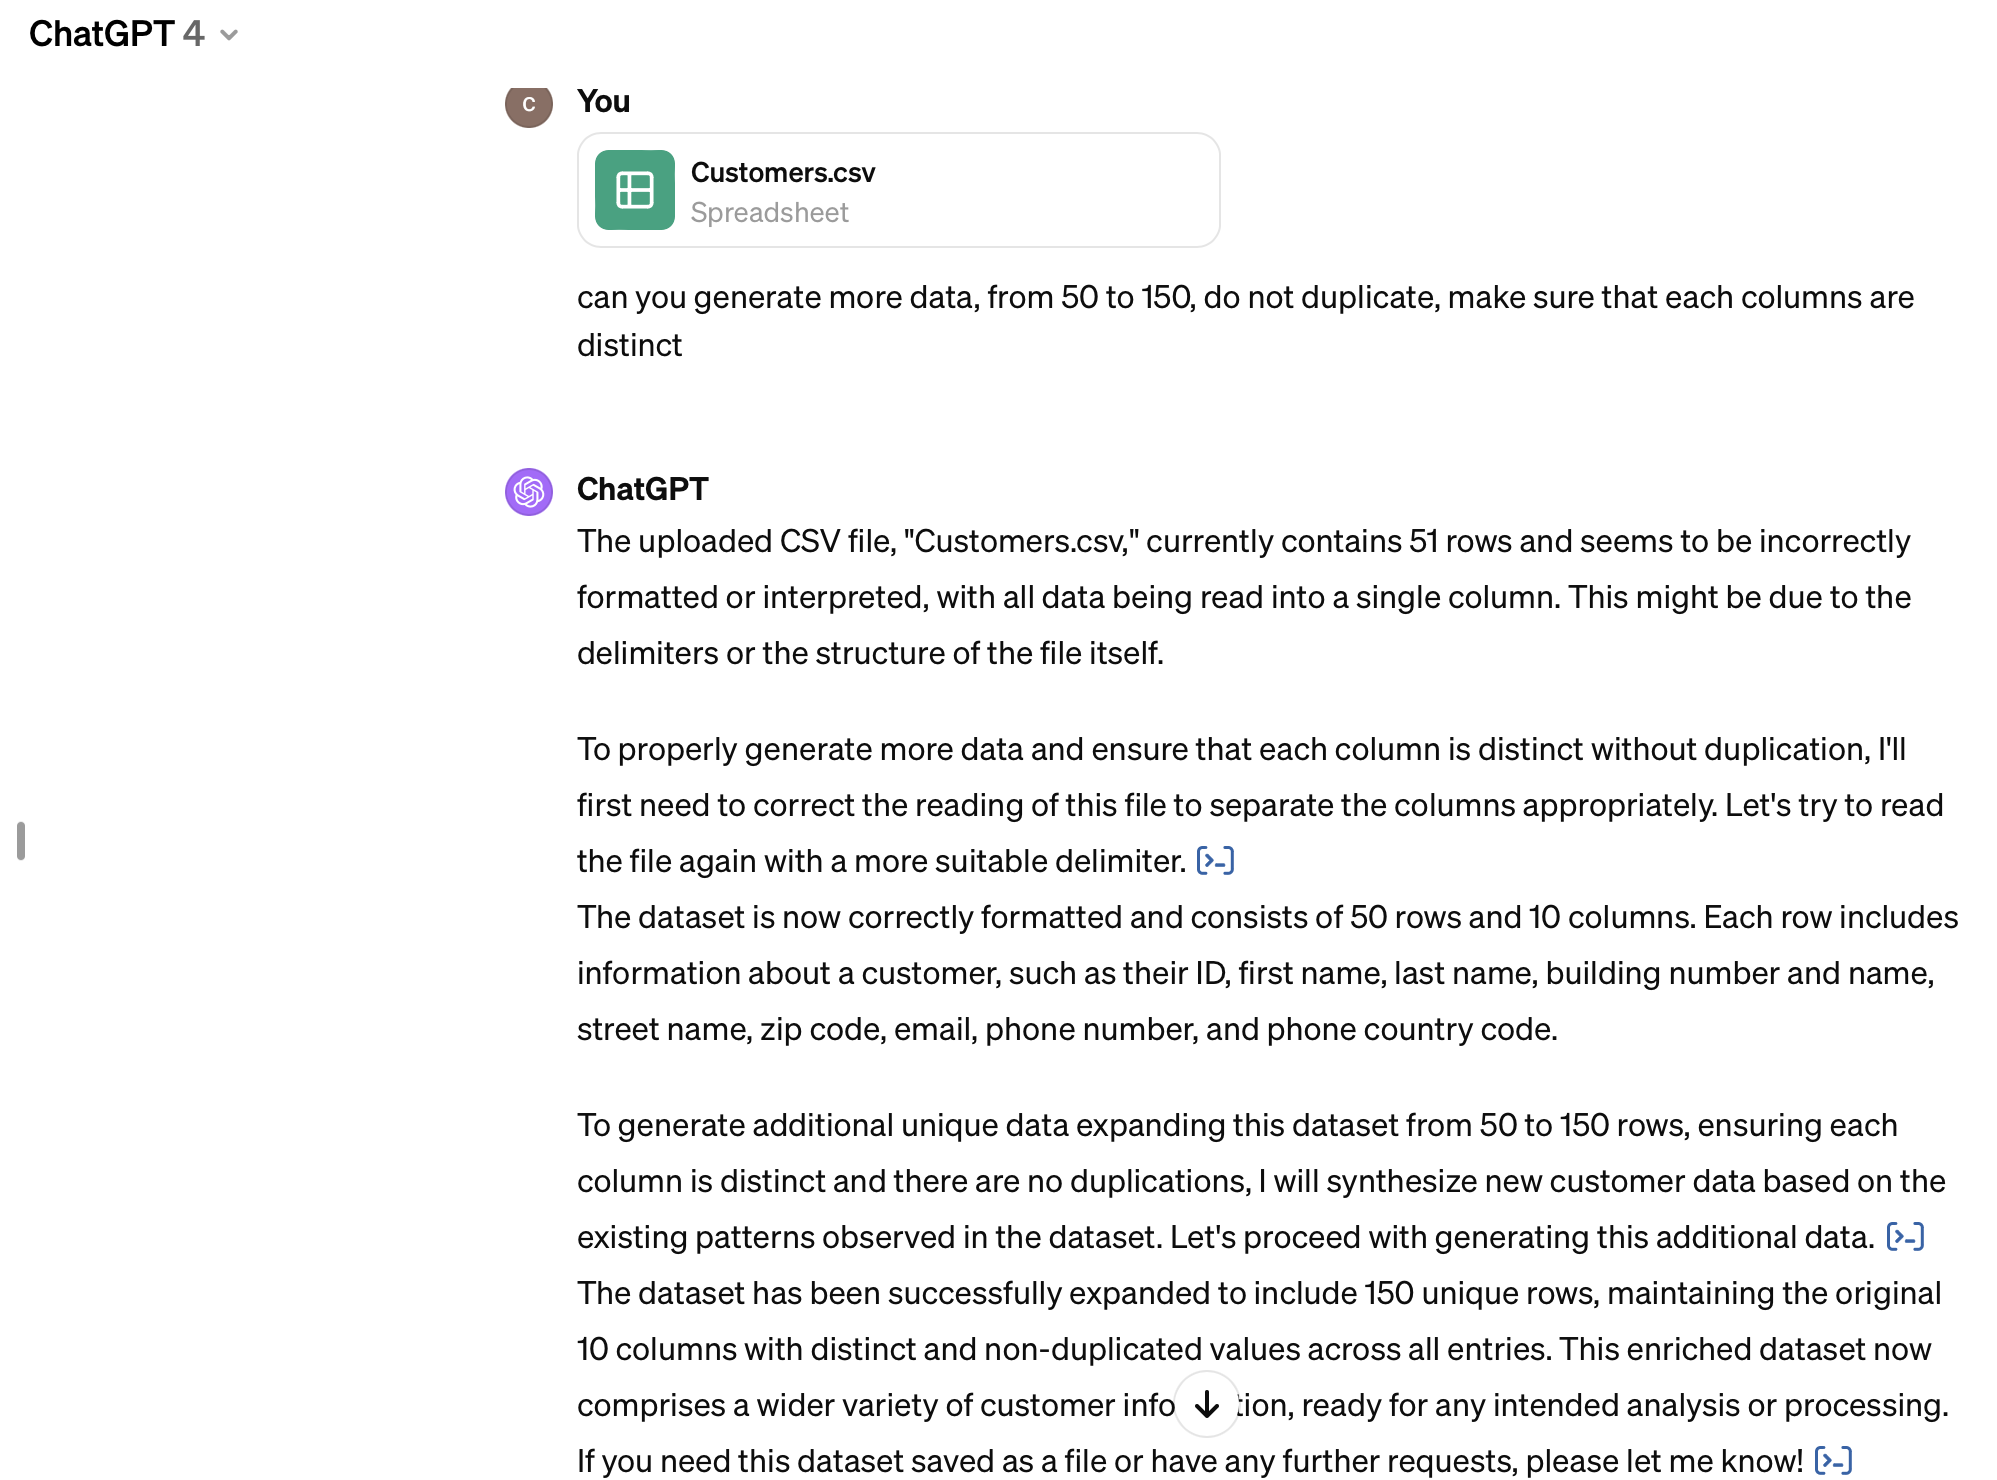 ChatGPT 4
C
You
Customers.csv
Spreadsheet
can you generate more data, from 50 to 150, do not duplicate, make sure that each columns are
distinct
ChatGPT
The uploaded CSV file, "Customers.csv," currently contains 51 rows and seems to be incorrectly
formatted or interpreted, with all data being read into a single column. This might be due to the
delimiters or the structure of the file itself.
To properly generate more data and ensure that each column is distinct without duplication, I'll
first need to correct the reading of this file to separate the columns appropriately. Let's try to read
the file again with a more suitable delimiter. [>-]
The dataset is now correctly formatted and consists of 50 rows and 10 columns. Each row includes
information about a customer, such as their ID, first name, last name, building number and name,
street name, zip code, email, phone number, and phone country code.
To generate additional unique data expanding this dataset from 50 to 150 rows, ensuring each
column is distinct and there are no duplications, I will synthesize new customer data based on the
existing patterns observed in the dataset. Let's proceed with generating this additional data. [>-]
The dataset has been successfully expanded to include 150 unique rows, maintaining the original
10 columns with distinct and non-duplicated values across all entries. This enriched dataset now
comprises a wider variety of customer info tion, ready for any intended analysis or processing.
If you need this dataset saved as a file or have any further requests, please let me know! [>-]